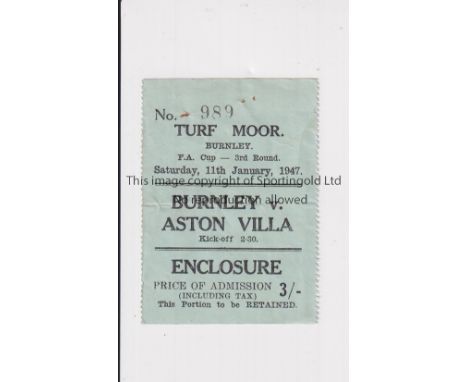 No. 989
TURF MOOR.
BURNLEY.
F.A. Cup — 3rd Round.
Saturday, 11th January, 1947.
This image copyright of Sportingold Ltd
BURNLEY v.
No reproduction allowed
ASTON VILLA
Kick-off 2-30.
ENCLOSURE
PRICE OF ADMISSION 3/-
(INCLUDING TAX)
This Portion to be RETAINED.